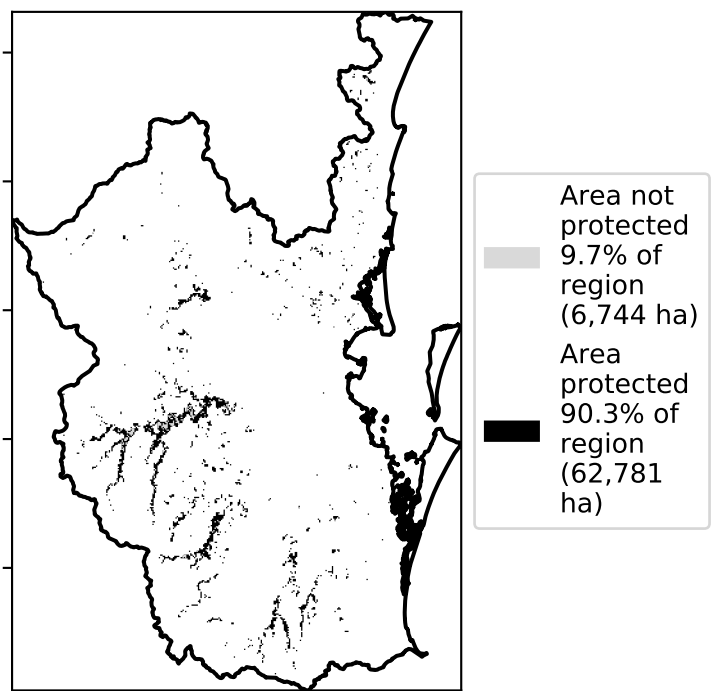 Area not
protected
9.7% of
region
(6,744 ha)
Area
protected
90.3% of
region
(62,781
ha)